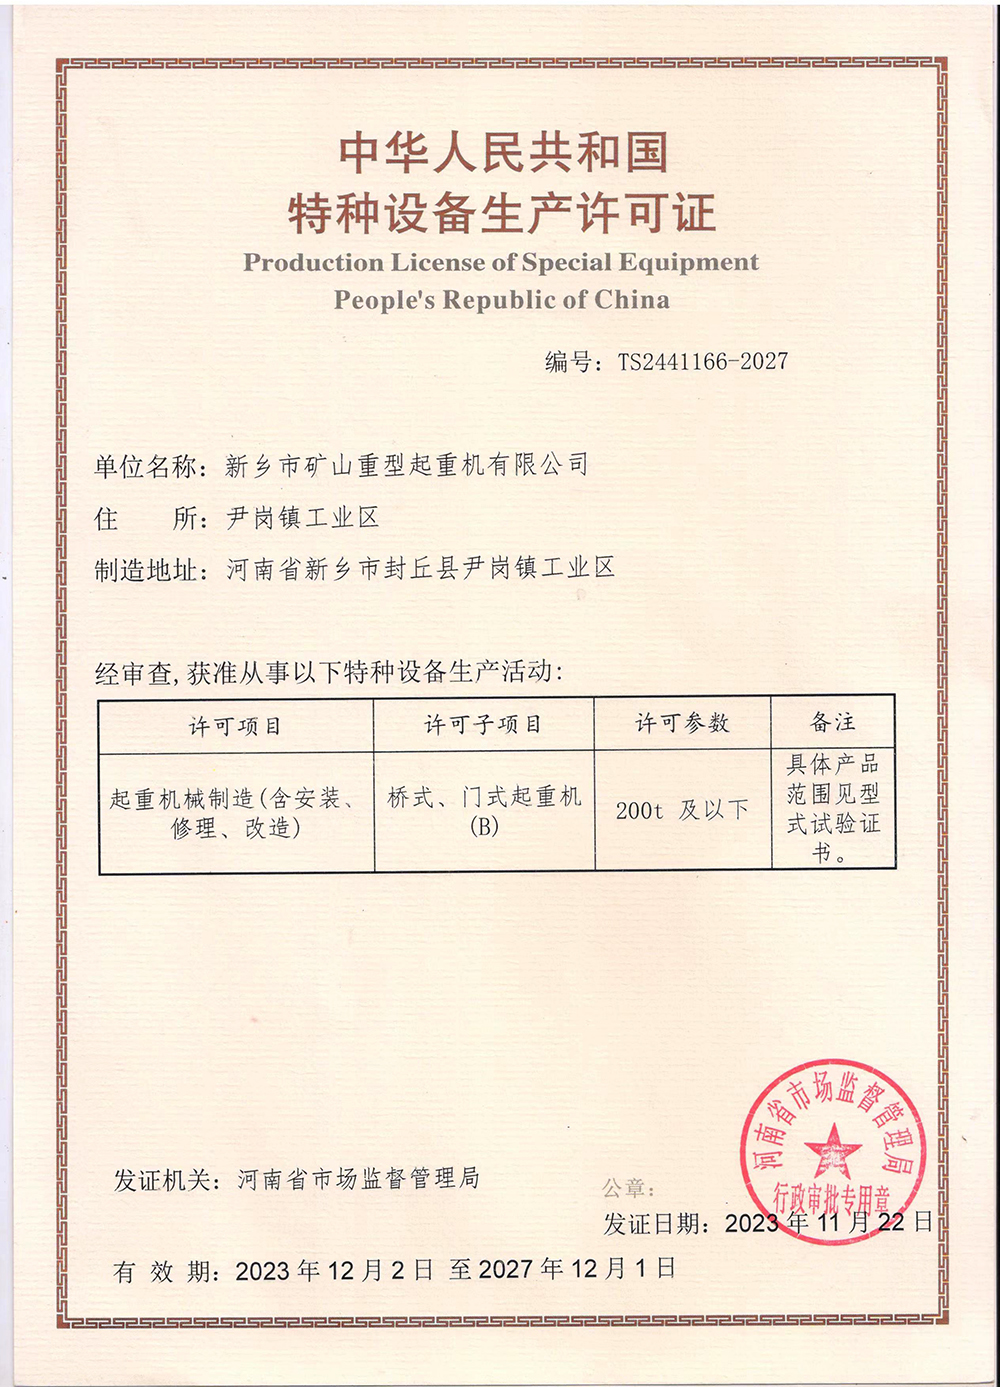 中华人民共和国
特种设备生产许可证
Production License of Special Equipment
People's Republic of China
编号：TS2441166-2027
单位名称：新乡市矿山重型起重机有限公司
住　　所：尹岗镇工业区
制造地址：河南省新乡市封丘县尹岗镇工业区
经审查,获准从事以下特种设备生产活动：
许可项目 许可子项目 许可参数 备注
起重机械制造(含安装、
修理、改造)
桥式、门式起重机
(B)
200t 及以下
具体产品
范围见型
式试验证
书。
河南省市场监督管理局
行政审批专用章
发证机关：河南省市场监督管理局
公章：
发证日期：2023年11月22日
有 效 期：2023年12月2日 至2027年12月1日